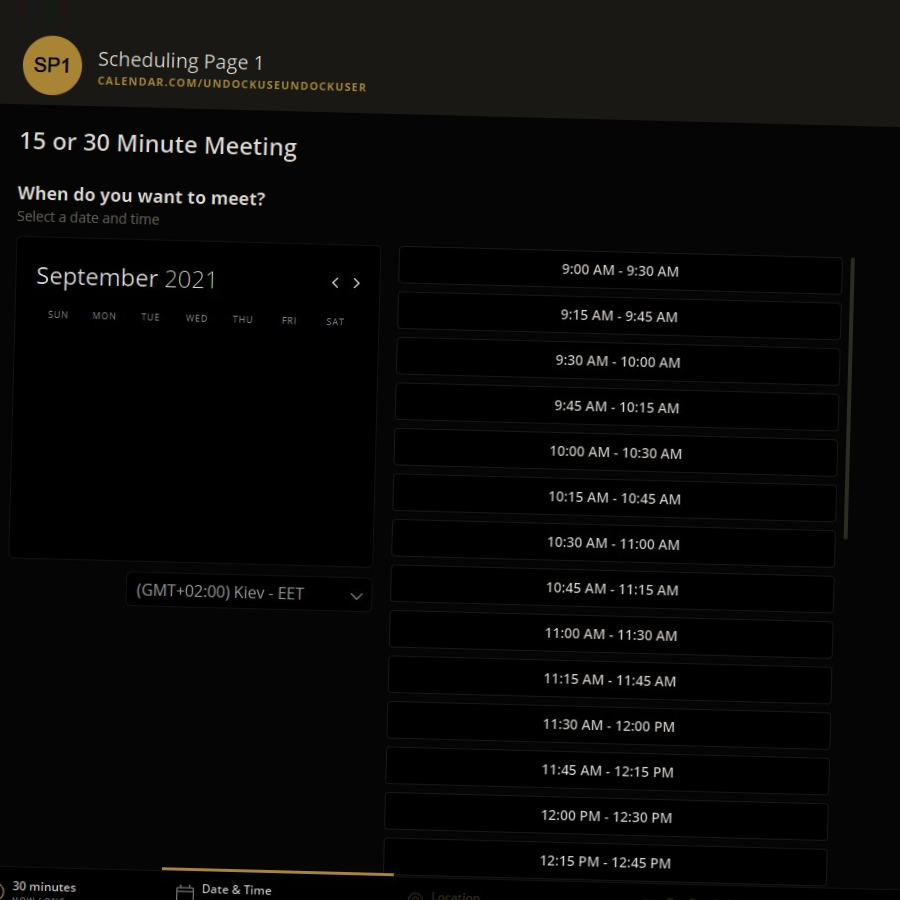 SP1
Scheduling Page 1
CALENDAR.COM/UNDOCKUSEUNDOCKUSER
15 or 30 Minute Meeting
When do you want to meet?
Select a date and time
September 2021
SUN MON TUE WED THU FRI SAT
(GMT+02:00) Kiev - EET
9:00 AM - 9:30 AM
9:15 AM - 9:45 AM
9:30 AM - 10:00 AM
9:45 AM - 10:15 AM
10:00 AM - 10:30 AM
10:15 AM - 10:45 AM
10:30 AM - 11:00 AM
10:45 AM - 11:15 AM
11:00 AM - 11:30 AM
11:15 AM - 11:45 AM
11:30 AM - 12:00 PM
11:45 AM - 12:15 PM
12:00 PM - 12:30 PM
12:15 PM - 12:45 PM
30 minutes
Date & Time
Location